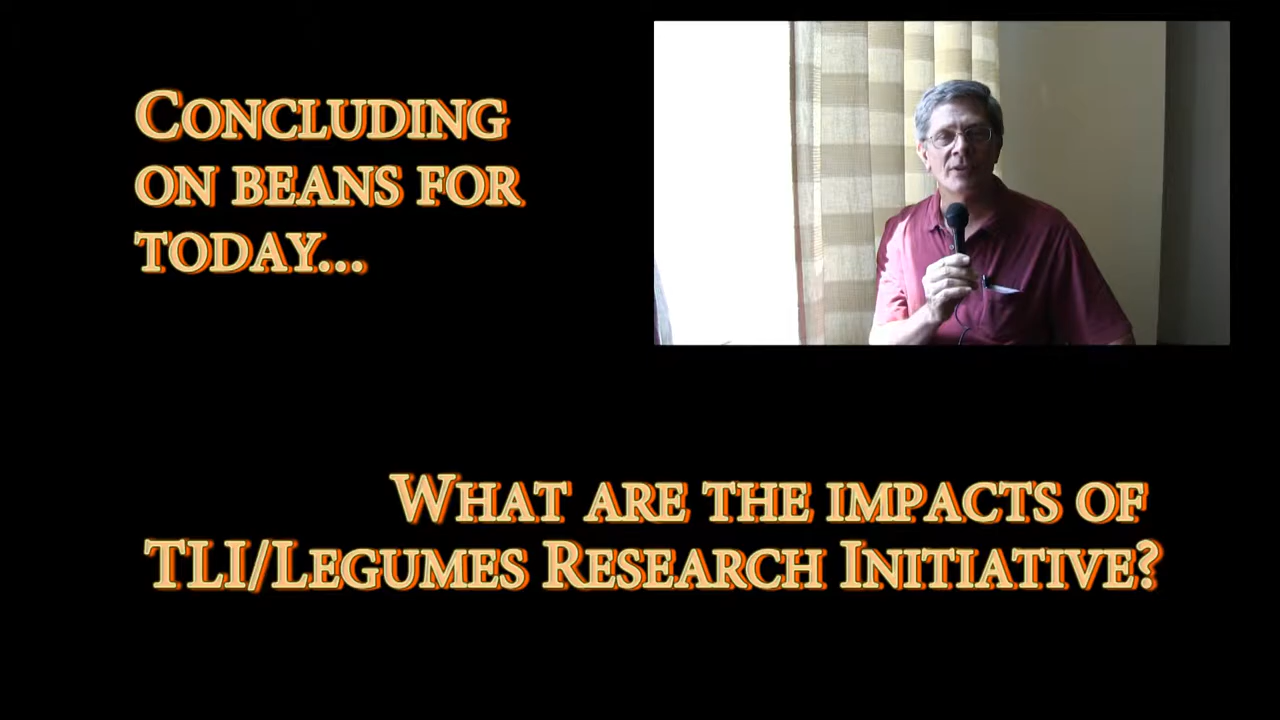 Concluding
on beans for
today...
What are the impacts of
TLI/Legumes Research Initiative?